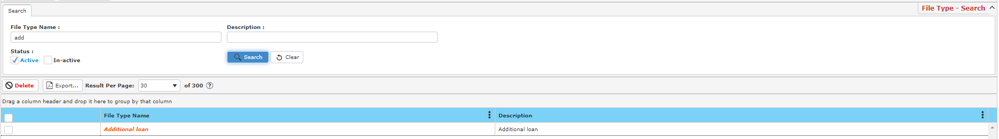 Search
File Type - Search
File Type Name :
Description :
add
Status :
Active
In-active
Search
Clear
Delete
Export...
Result Per Page:
30
of 300
?
Drag a column header and drop it here to group by that column
File Type Name
Description
Additional loan
Additional loan